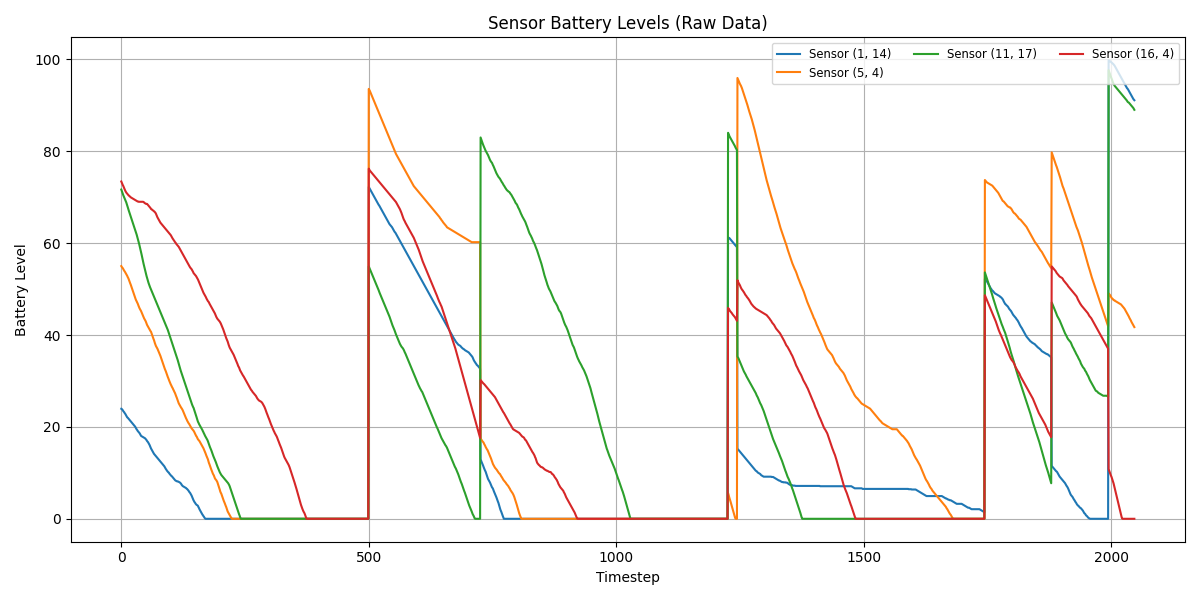 Sensor Battery Levels (Raw Data)
Sensor (1, 14)
Sensor (5, 4)
Sensor (11, 17)
Sensor (16, 4)
Battery Level
100
80
60
40
20
0
0
500
1000
1500
2000
Timestep